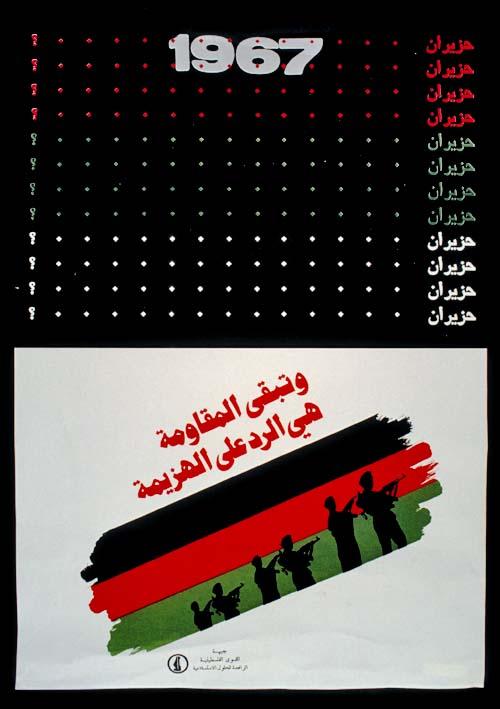 1967
حزيران . . . . . . . . . . . . . ؟
حزيران . . . . . . . . . . . . . ؟
حزيران . . . . . . . . . . . . . ؟
حزيران . . . . . . . . . . . . . ؟
حزيران . . . . . . . . . . . . . ؟
حزيران . . . . . . . . . . . . . ؟
حزيران . . . . . . . . . . . . . ؟
حزيران . . . . . . . . . . . . . ؟
حزيران . . . . . . . . . . . . . ؟
حزيران . . . . . . . . . . . . . ؟
حزيران . . . . . . . . . . . . . ؟
حزيران . . . . . . . . . . . . . ؟
وتبقى المقاومة
هي الرد على الهزيمة
جبهة
القوى الفلسطينية
الرافضة للحلول الاستسلامية